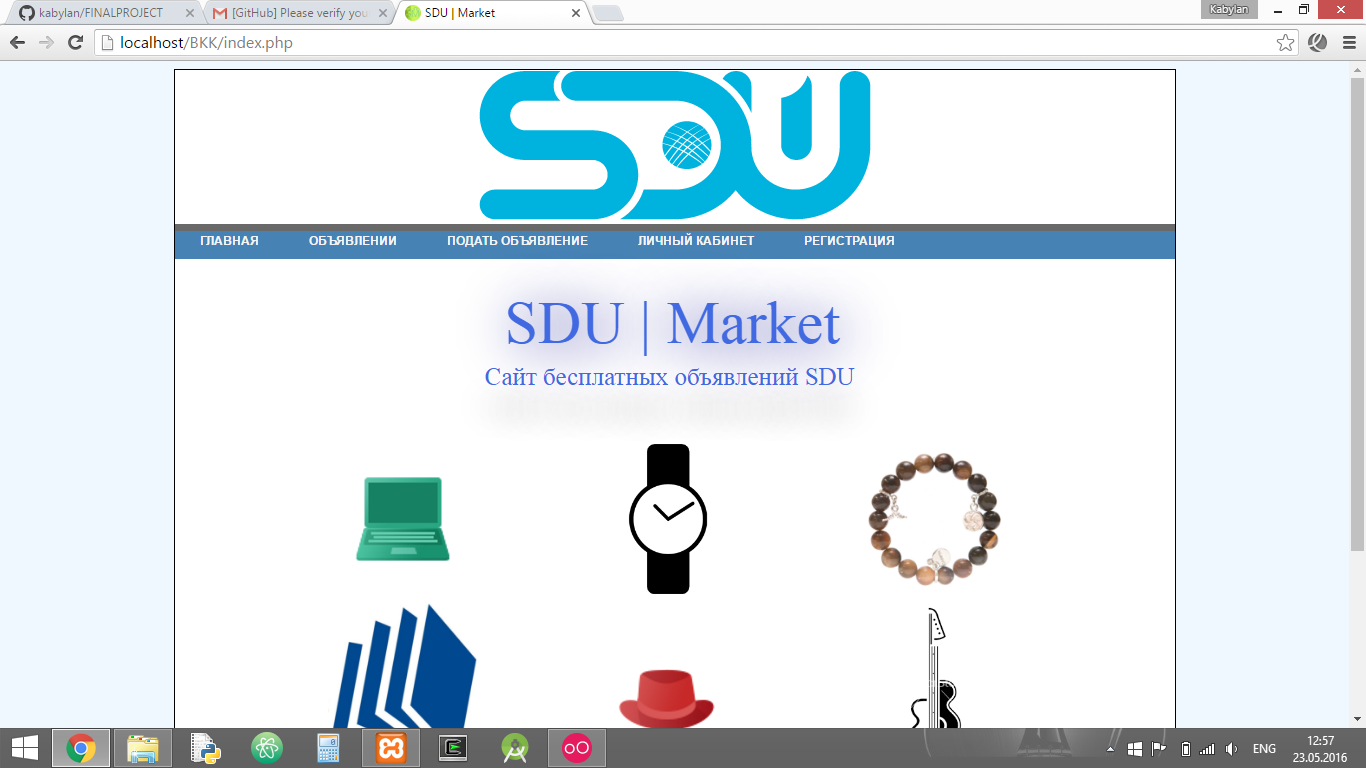 kabylan/FINALPROJECT
[GitHub] Please verify you
SDU | Market
Kabylan
localhost/BKK/index.php
SDU
ГЛАВНАЯ ОБЪЯВЛЕНИИ ПОДАТЬ ОБЪЯВЛЕНИЕ ЛИЧНЫЙ КАБИНЕТ РЕГИСТРАЦИЯ
SDU | Market
Сайт бесплатных объявлений SDU
ENG
12:57
23.05.2016